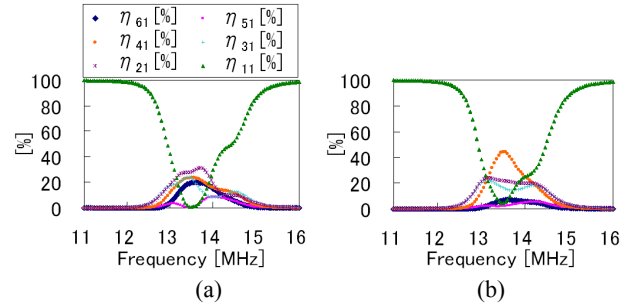 η 61 [%] η 51 [%]
η 41 [%] η 31 [%]
η 21 [%] η 11 [%]
100 100
80 80
60 60
40 40
20 20
0 0
[%] [%]
11 12 13 14 15 16 11 12 13 14 15 16
Frequency [MHz] Frequency [MHz]
(a) (b)